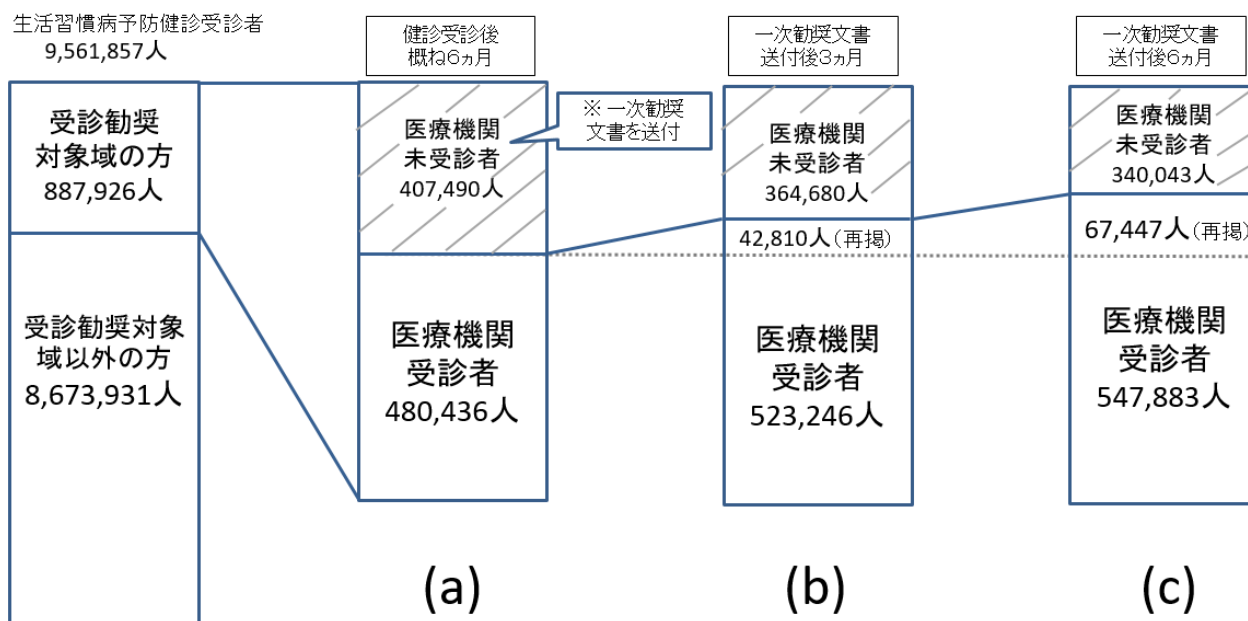 生活習慣病予防健診受診者
9,561,857人
受診勧奨
対象域の方
887,926人
受診勧奨対象
域以外の方
8,673,931人
健診受診後
概ね6ヵ月
医療機関
未受診者
407,490人
※一次勧奨
文書を送付
医療機関
受診者
480,436人
(a)
一次勧奨文書
送付後3ヵ月
医療機関
未受診者
364,680人
42,810人(再掲)
医療機関
受診者
523,246人
(b)
一次勧奨文書
送付後6ヵ月
医療機関
未受診者
340,043人
67,447人(再掲)
医療機関
受診者
547,883人
(c)